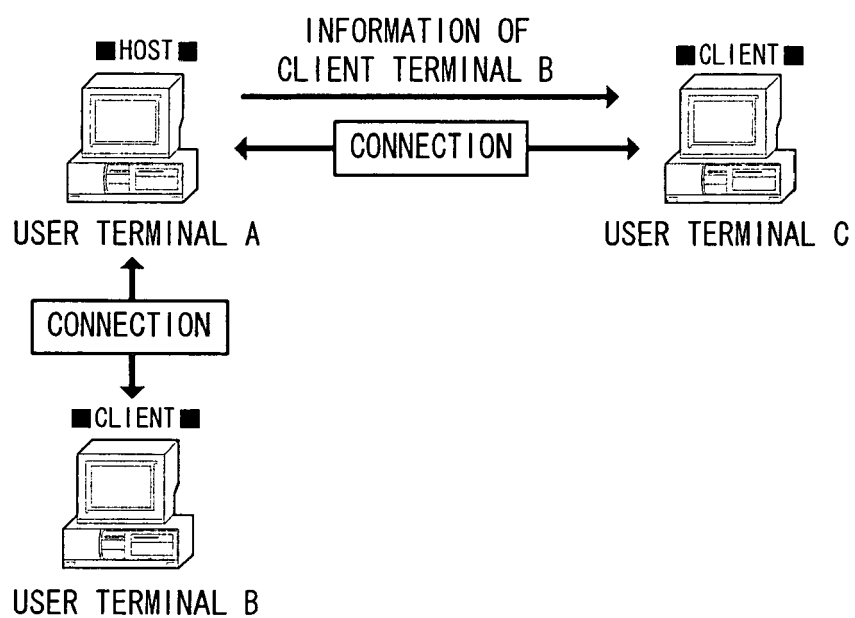 ■HOST■
INFORMATION OF
CLIENT TERMINAL B
■CLIENT■
CONNECTION
USER TERMINAL A
USER TERMINAL C
CONNECTION
■CLIENT■
USER TERMINAL B